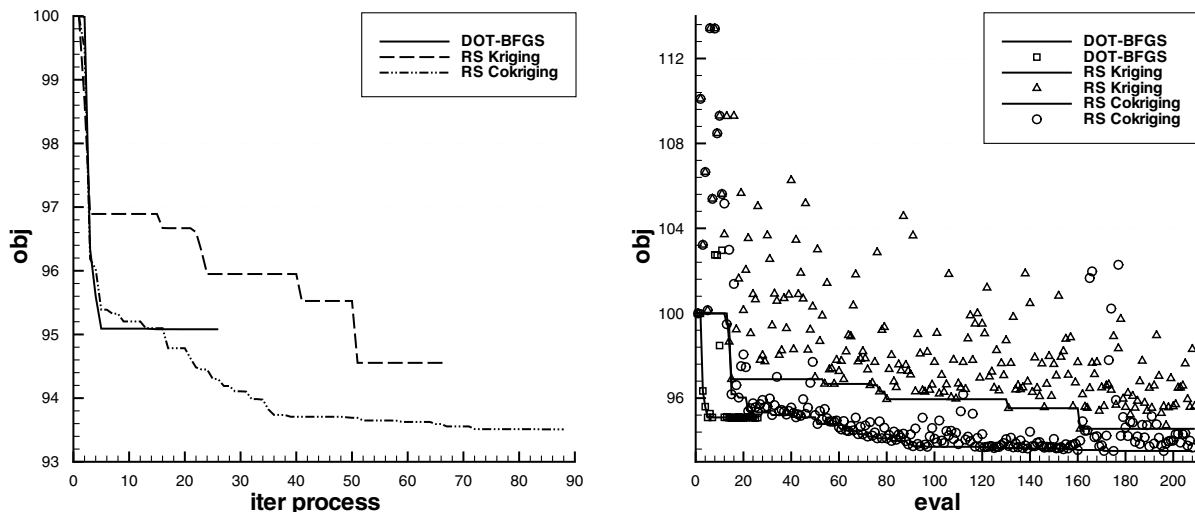 100
99
98
97
96
95
94
93
obj
0
10
20
30
40
50
60
70
80
90
iter process
DOT-BFGS
RS Kriging
RS Cokriging
112
108
104
100
96
obj
0
20
40
60
80
100
120
140
160
180
200
eval
DOT-BFGS
DOT-BFGS
RS Kriging
RS Kriging
RS Cokriging
RS Cokriging